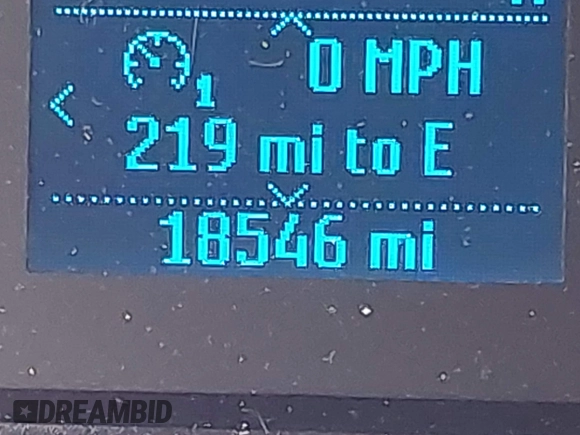 0 MPH
1
219 mi to E
18546 mi
DREAMBID